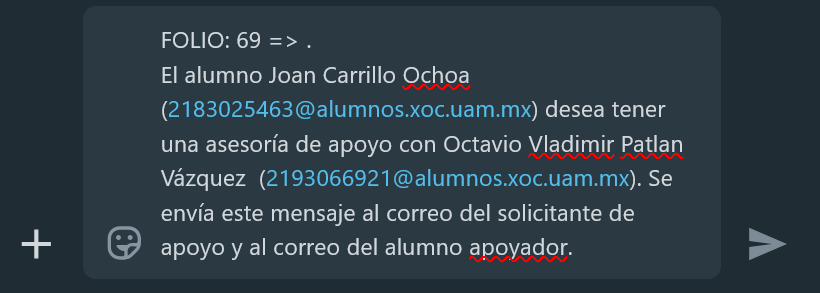 FOLIO: 69 => .
El alumno Joan Carrillo Ochoa
(2183025463@alumnos.xoc.uam.mx) desea tener
una asesoría de apoyo con Octavio Vladimir Patlan
Vázquez  (2193066921@alumnos.xoc.uam.mx). Se
envía este mensaje al correo del solicitante de
apoyo y al correo del alumno apoyador.